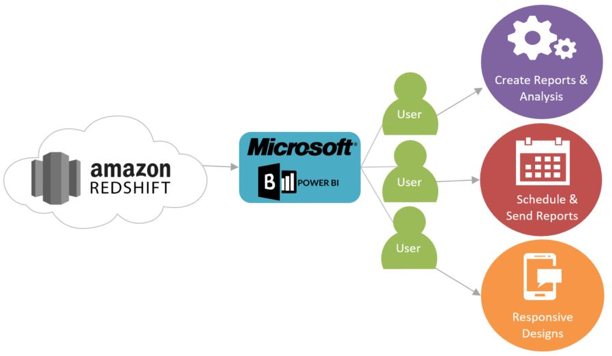 amazon
REDSHIFT
Microsoft®
B
POWER BI
User
User
User
Create Reports &
Analysis
Schedule &
Send Reports
Responsive
Designs